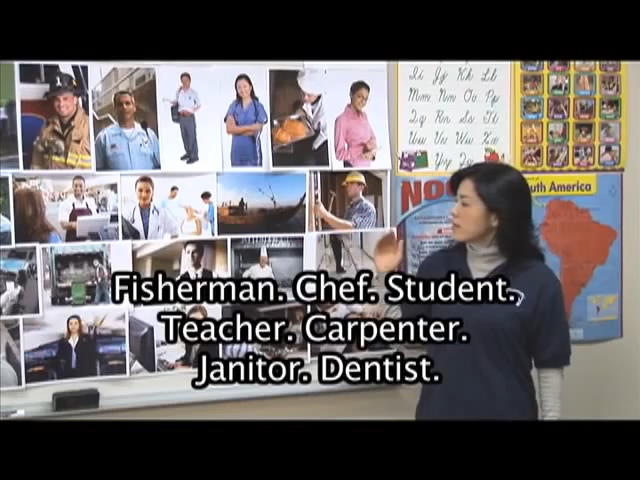 Ii Jj Kk Ll
Mm Nn Oo Pp
Qq Rr Ss Tt
Uu Vv Ww Xx
Yy Zz
South America
Fisherman. Chef. Student.
Teacher. Carpenter.
Janitor. Dentist.